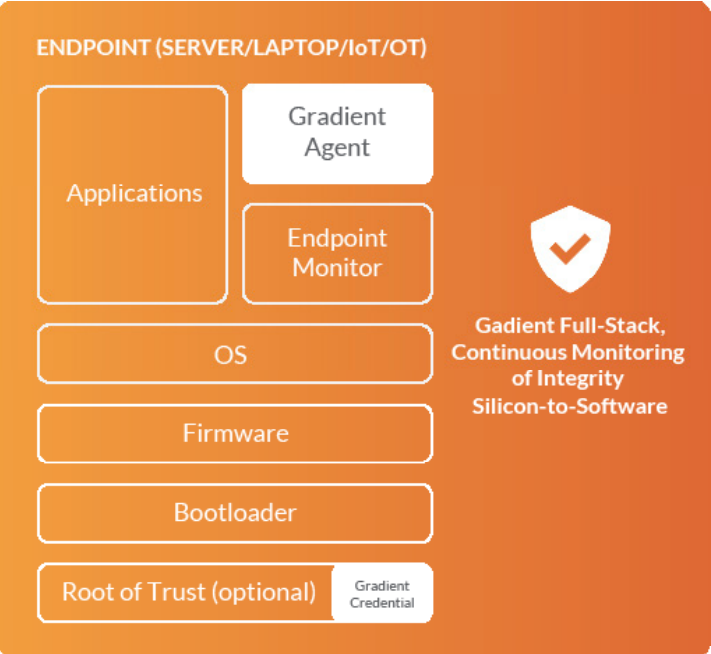 ENDPOINT (SERVER/LAPTOP/IoT/OT)
Applications
Gradient
Agent
Endpoint
Monitor
OS
Firmware
Bootloader
Root of Trust (optional)
Gradient
Credential
Gadient Full-Stack,
Continuous Monitoring
of Integrity
Silicon-to-Software